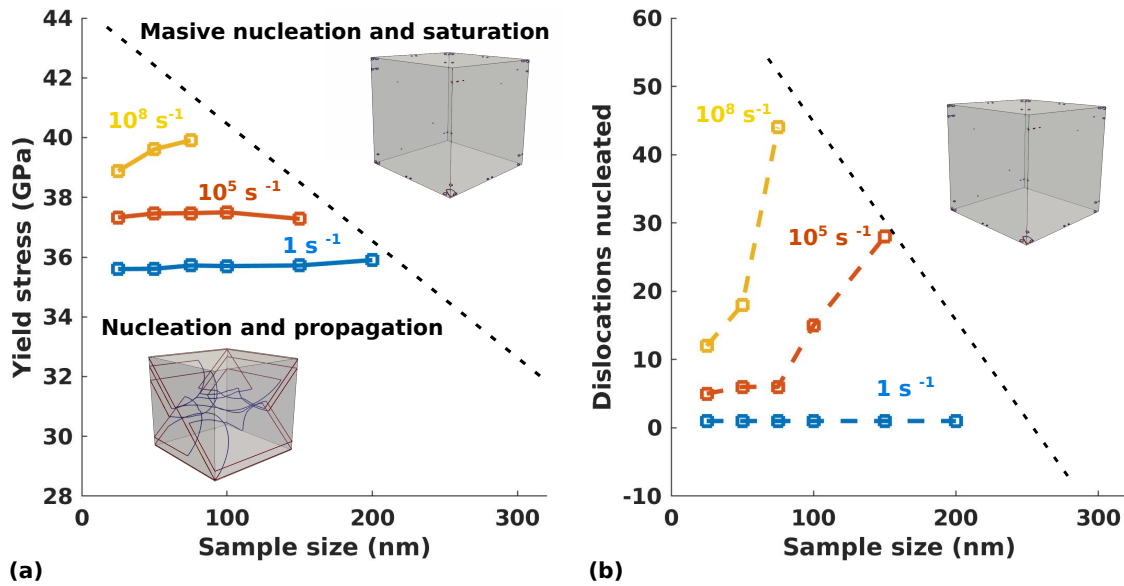 44
42
40
38
36
34
32
30
28
Yield stress (GPa)
Masive nucleation and saturation
10⁸ s⁻¹
10⁵ s ⁻¹
1 s ⁻¹
Nucleation and propagation
0
100
200
300
Sample size (nm)
(a)
60
50
40
30
20
10
0
-10
Dislocations nucleated
10⁸ s⁻¹
10⁵ s ⁻¹
1 s ⁻¹
0
100
200
300
Sample size (nm)
(b)